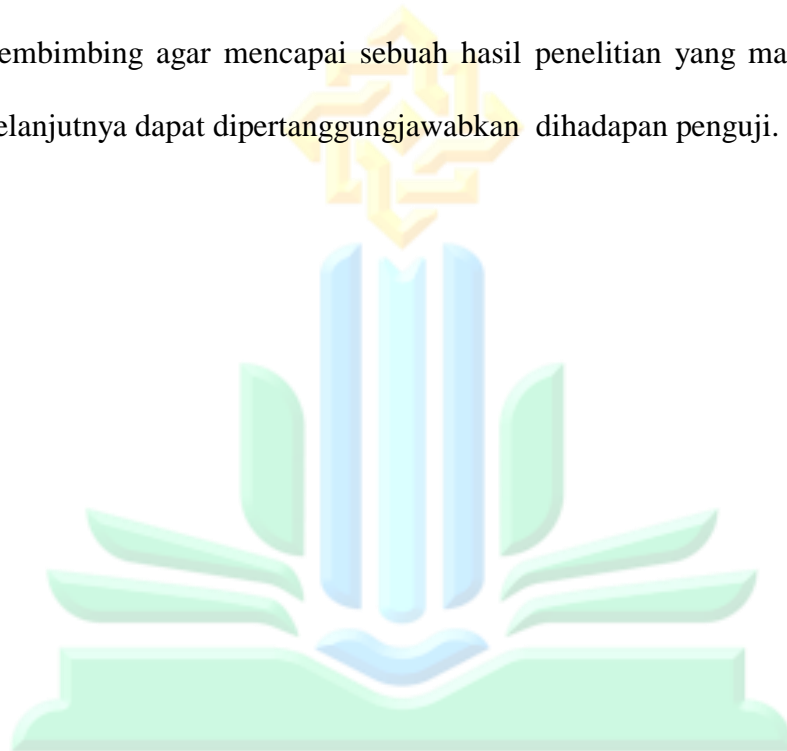 embimbing agar mencapai sebuah hasil penelitian yang ma
elanjutnya dapat dipertanggungjawabkan dihadapan penguji.